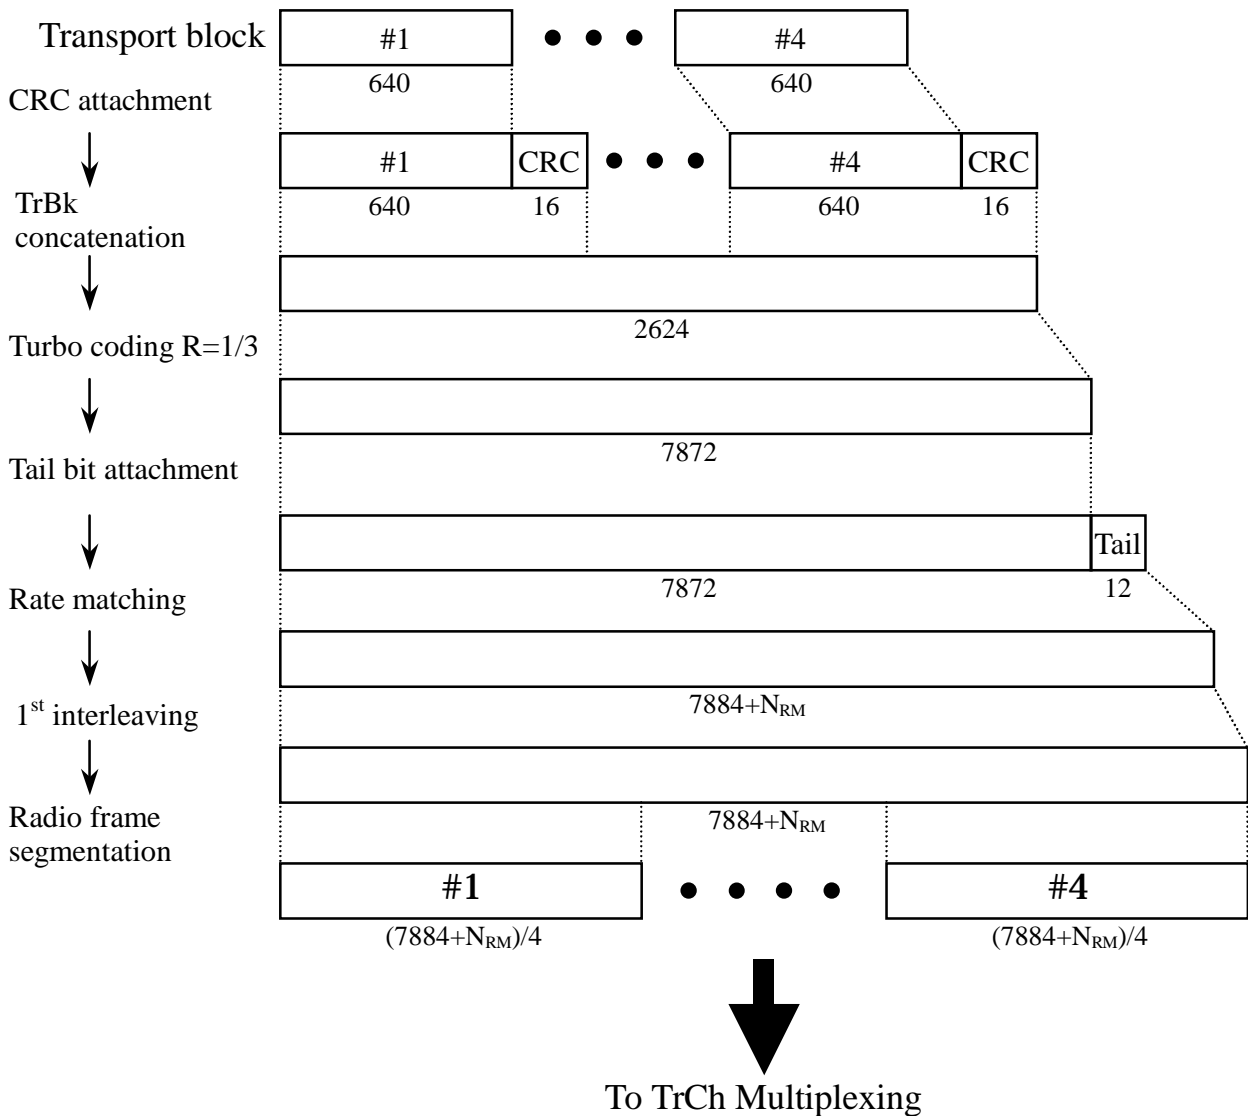 Transport block #1 #4
640 640
CRC attachment
#1 CRC #4 CRC
640 16 640 16
TrBk
concatenation
2624
Turbo coding R=1/3
7872
Tail bit attachment
Tail
7872 12
Rate matching
7884+N_RM
1st interleaving
7884+N_RM
Radio frame
segmentation
#1 #4
(7884+N_RM)/4 (7884+N_RM)/4
To TrCh Multiplexing